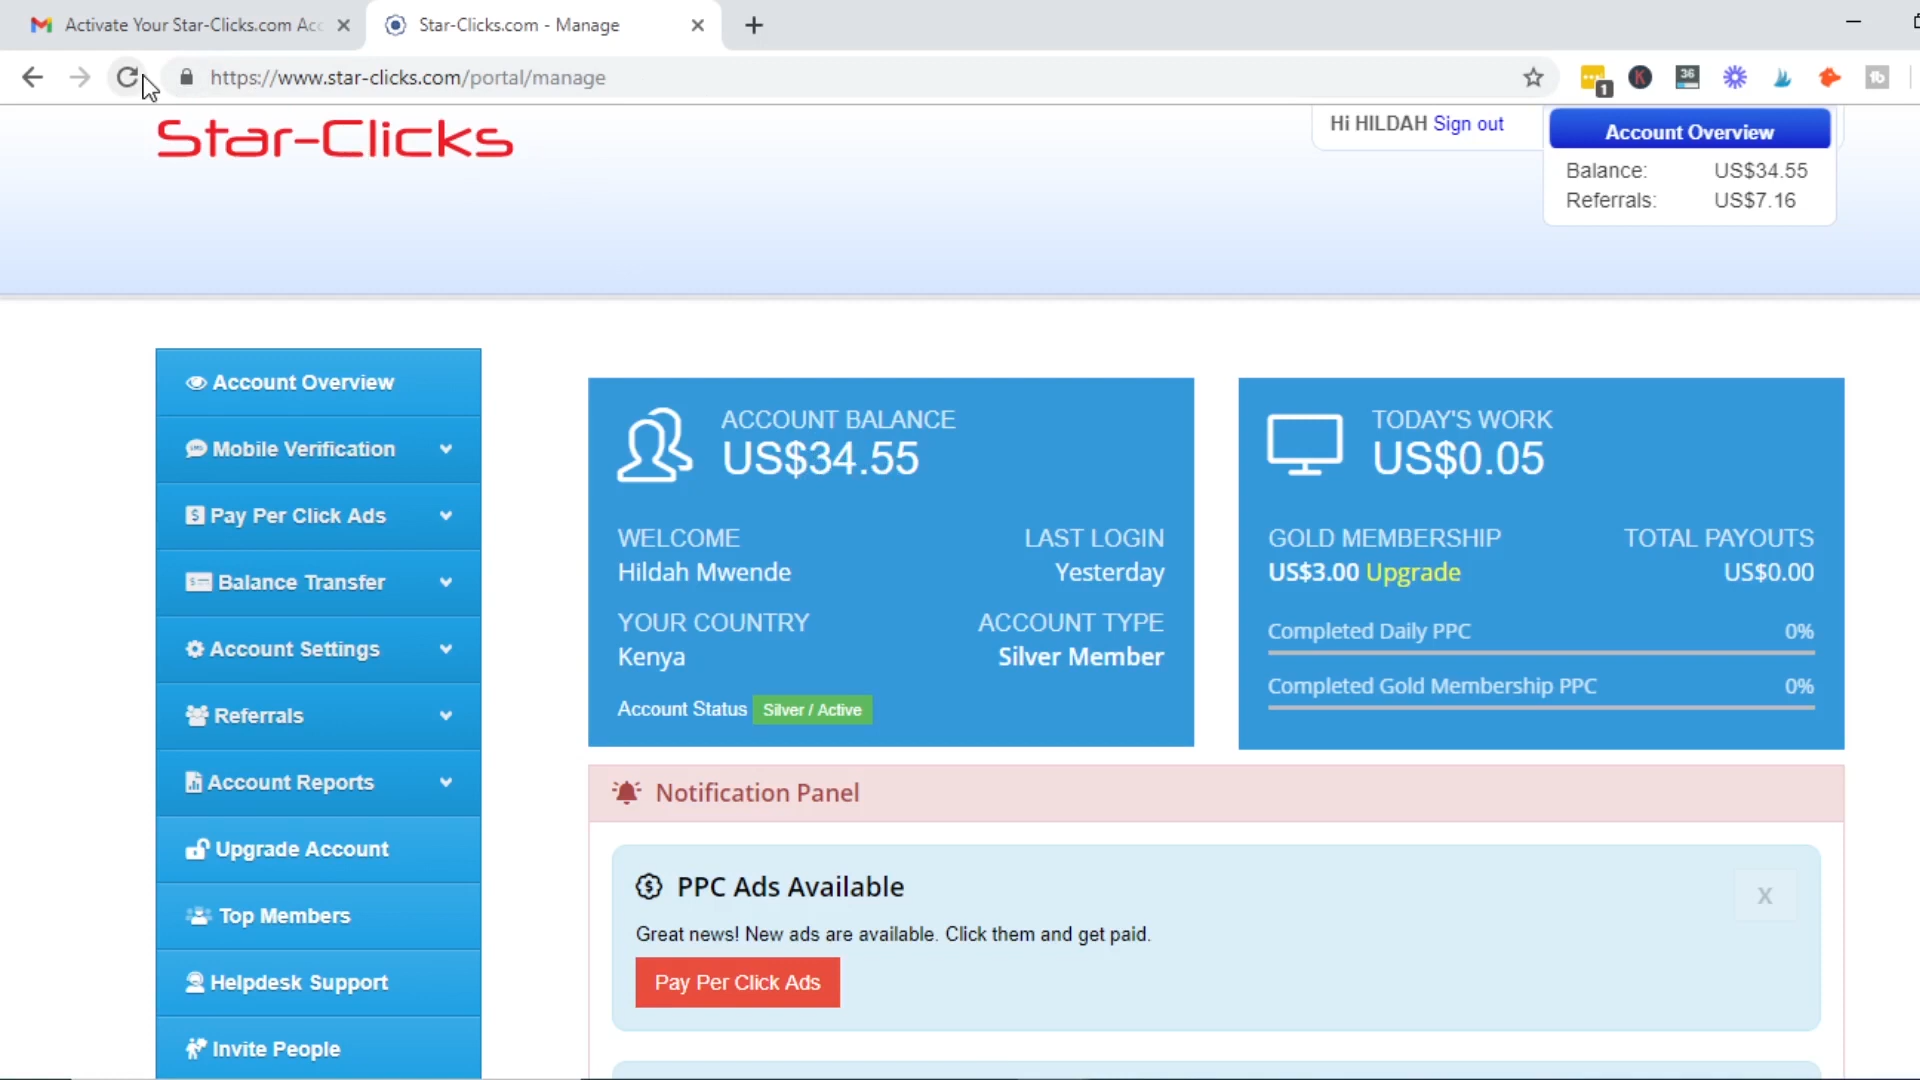 Activate Your Star-Clicks.com Acc
Star-Clicks.com - Manage
https://www.star-clicks.com/portal/manage
1
K
36
tb
Star-Clicks
Hi HILDAH Sign out
Account Overview
Balance: US$34.55
Referrals: US$7.16
Account Overview
Mobile Verification
Pay Per Click Ads
Balance Transfer
Account Settings
Referrals
Account Reports
Upgrade Account
Top Members
Helpdesk Support
Invite People
ACCOUNT BALANCE
US$34.55
WELCOME LAST LOGIN
Hildah Mwende Yesterday
YOUR COUNTRY ACCOUNT TYPE
Kenya Silver Member
Account Status Silver / Active
TODAY'S WORK
US$0.05
GOLD MEMBERSHIP TOTAL PAYOUTS
US$3.00 Upgrade US$0.00
Completed Daily PPC 0%
Completed Gold Membership PPC 0%
Notification Panel
PPC Ads Available
X
Great news! New ads are available. Click them and get paid.
Pay Per Click Ads